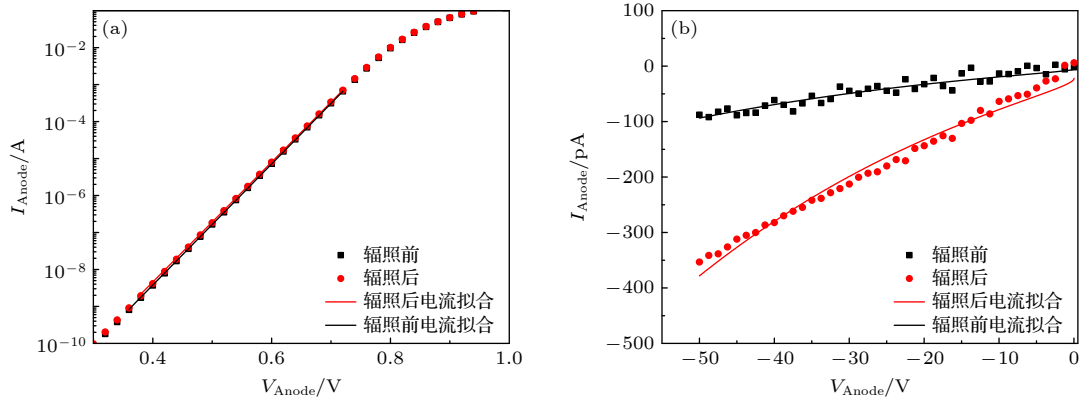 (a)
10⁻²
10⁻⁴
10⁻⁶
10⁻⁸
10⁻¹⁰
I_Anode/A
0.4 0.6 0.8 1.0
V_Anode/V
辐照前
辐照后
辐照后电流拟合
辐照前电流拟合
(b)
100
0
−100
−200
−300
−400
−500
I_Anode/pA
−50 −40 −30 −20 −10 0
V_Anode/V
辐照前
辐照后
辐照后电流拟合
辐照前电流拟合